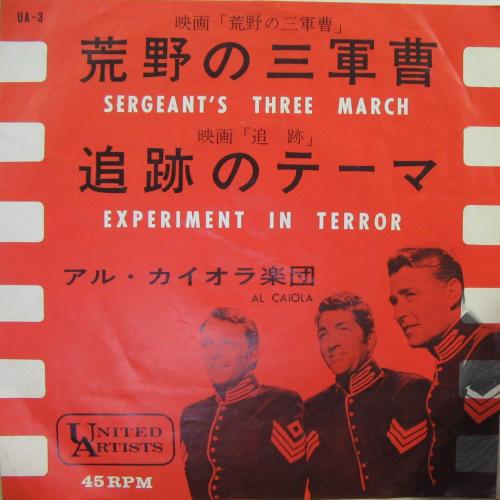 UA-3
映画「荒野の三軍曹」
荒野の三軍曹
SERGEANT'S THREE MARCH
映画「追 跡」
追跡のテーマ
EXPERIMENT IN TERROR
アル・カイオラ楽団
AL CAIOLA
UNITED
ARTISTS
45 RPM